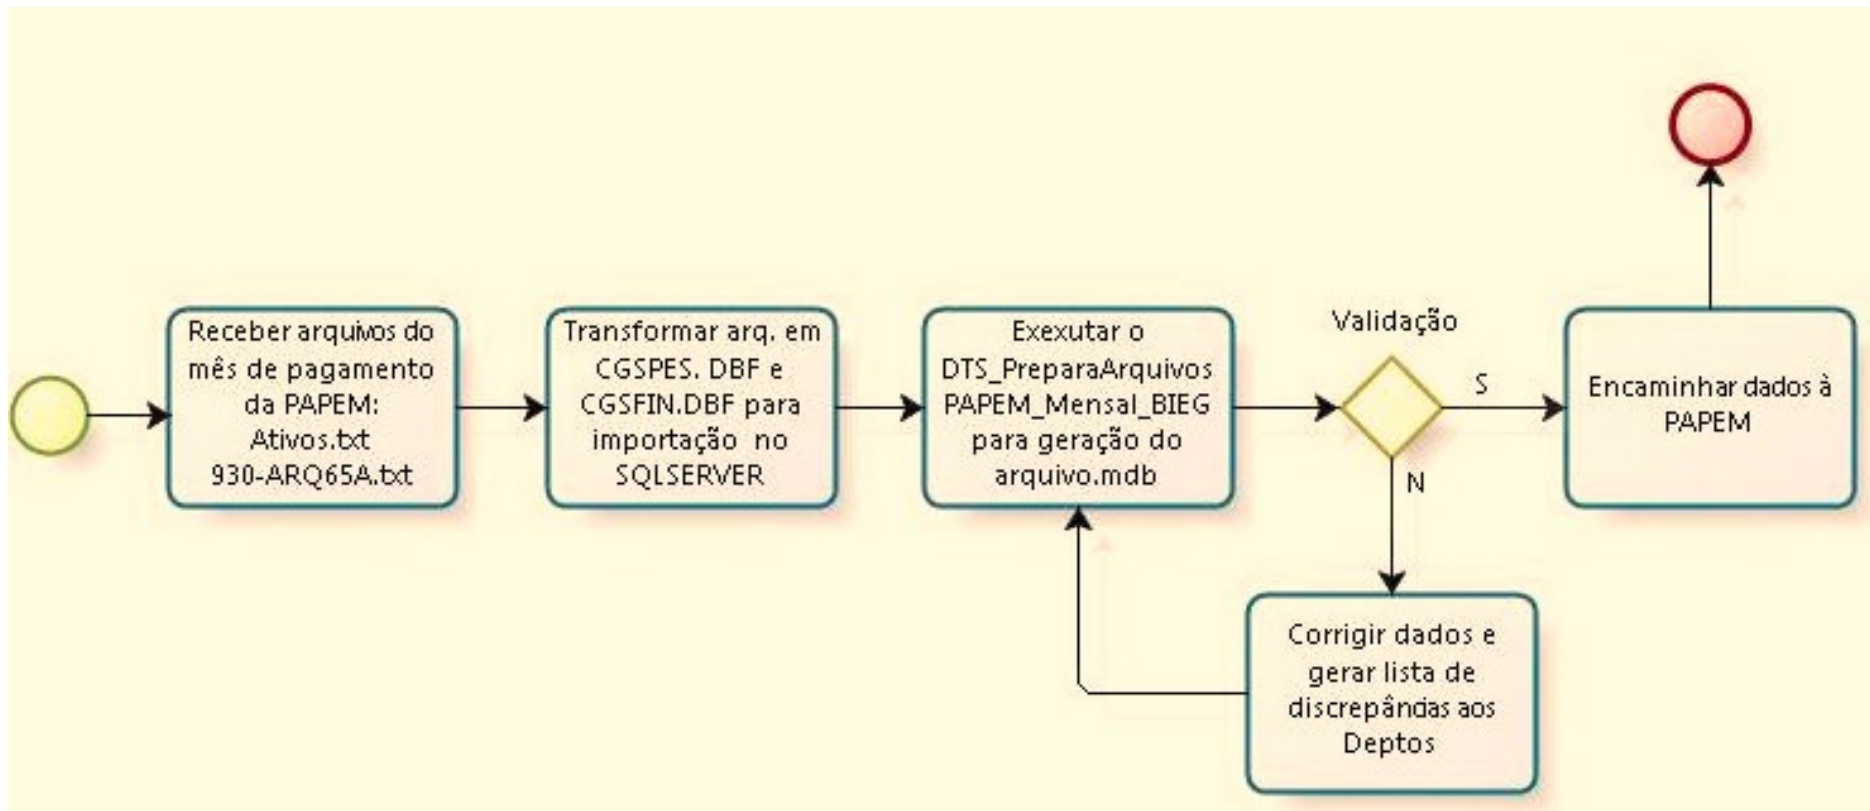 Receber arquivos do
mês de pagamento
da PAPEM:
Ativos.txt
930-ARQ65A.txt
Transformar arq. em
CGSPES. DBF e
CGSFIN.DBF para
importação no
SQLSERVER
Exexutar o
DTS_PreparaArquivos
PAPEM_Mensal_BIEG
para geração do
arquivo.mdb
Validação
S
N
Encaminhar dados à
PAPEM
Corrigir dados e
gerar lista de
discrepâncias aos
Deptos